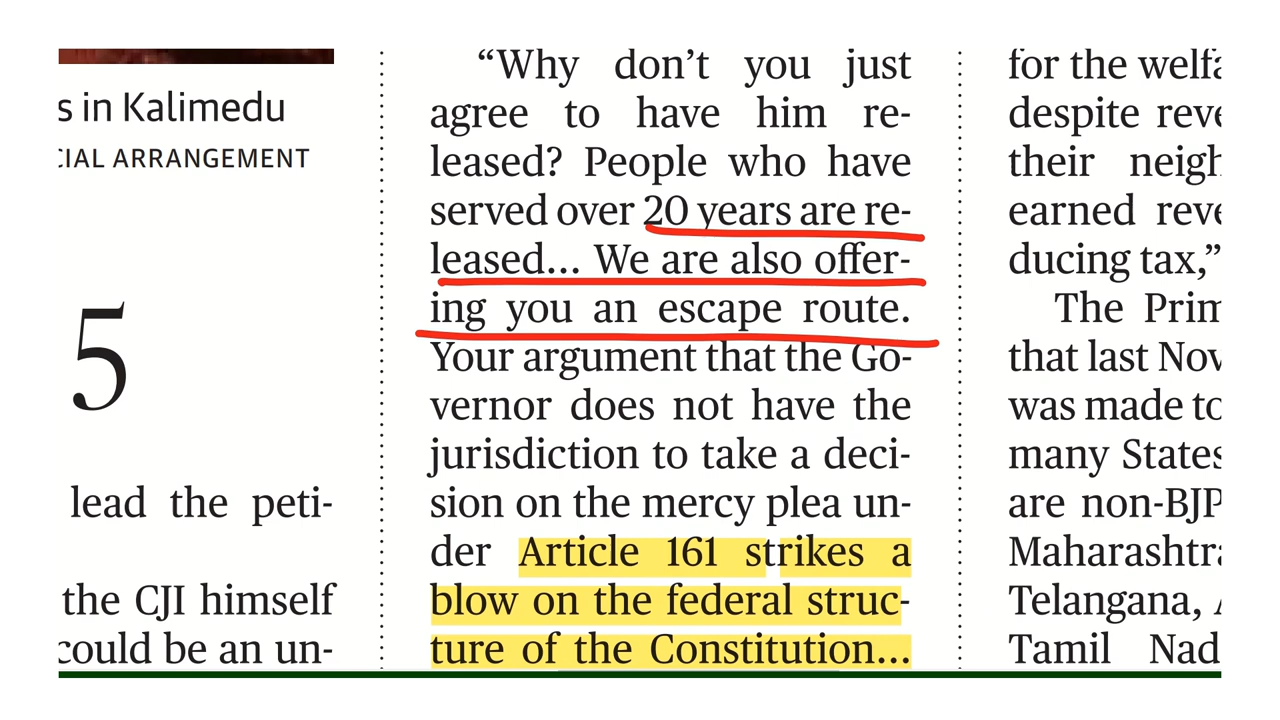 s in Kalimedu
CIAL ARRANGEMENT
5
lead the peti-
the CJI himself
could be an un-
“Why don’t you just
agree to have him re-
leased? People who have
served over 20 years are re-
leased... We are also offer-
ing you an escape route.
Your argument that the Go-
vernor does not have the
jurisdiction to take a deci-
sion on the mercy plea un-
der Article 161 strikes a
blow on the federal struc-
ture of the Constitution...
for the welfa
despite reve
their neigh
earned reve
ducing tax,”
The Prim
that last Nov
was made to
many States
are non-BJP
Maharashtra
Telangana, A
Tamil Nad